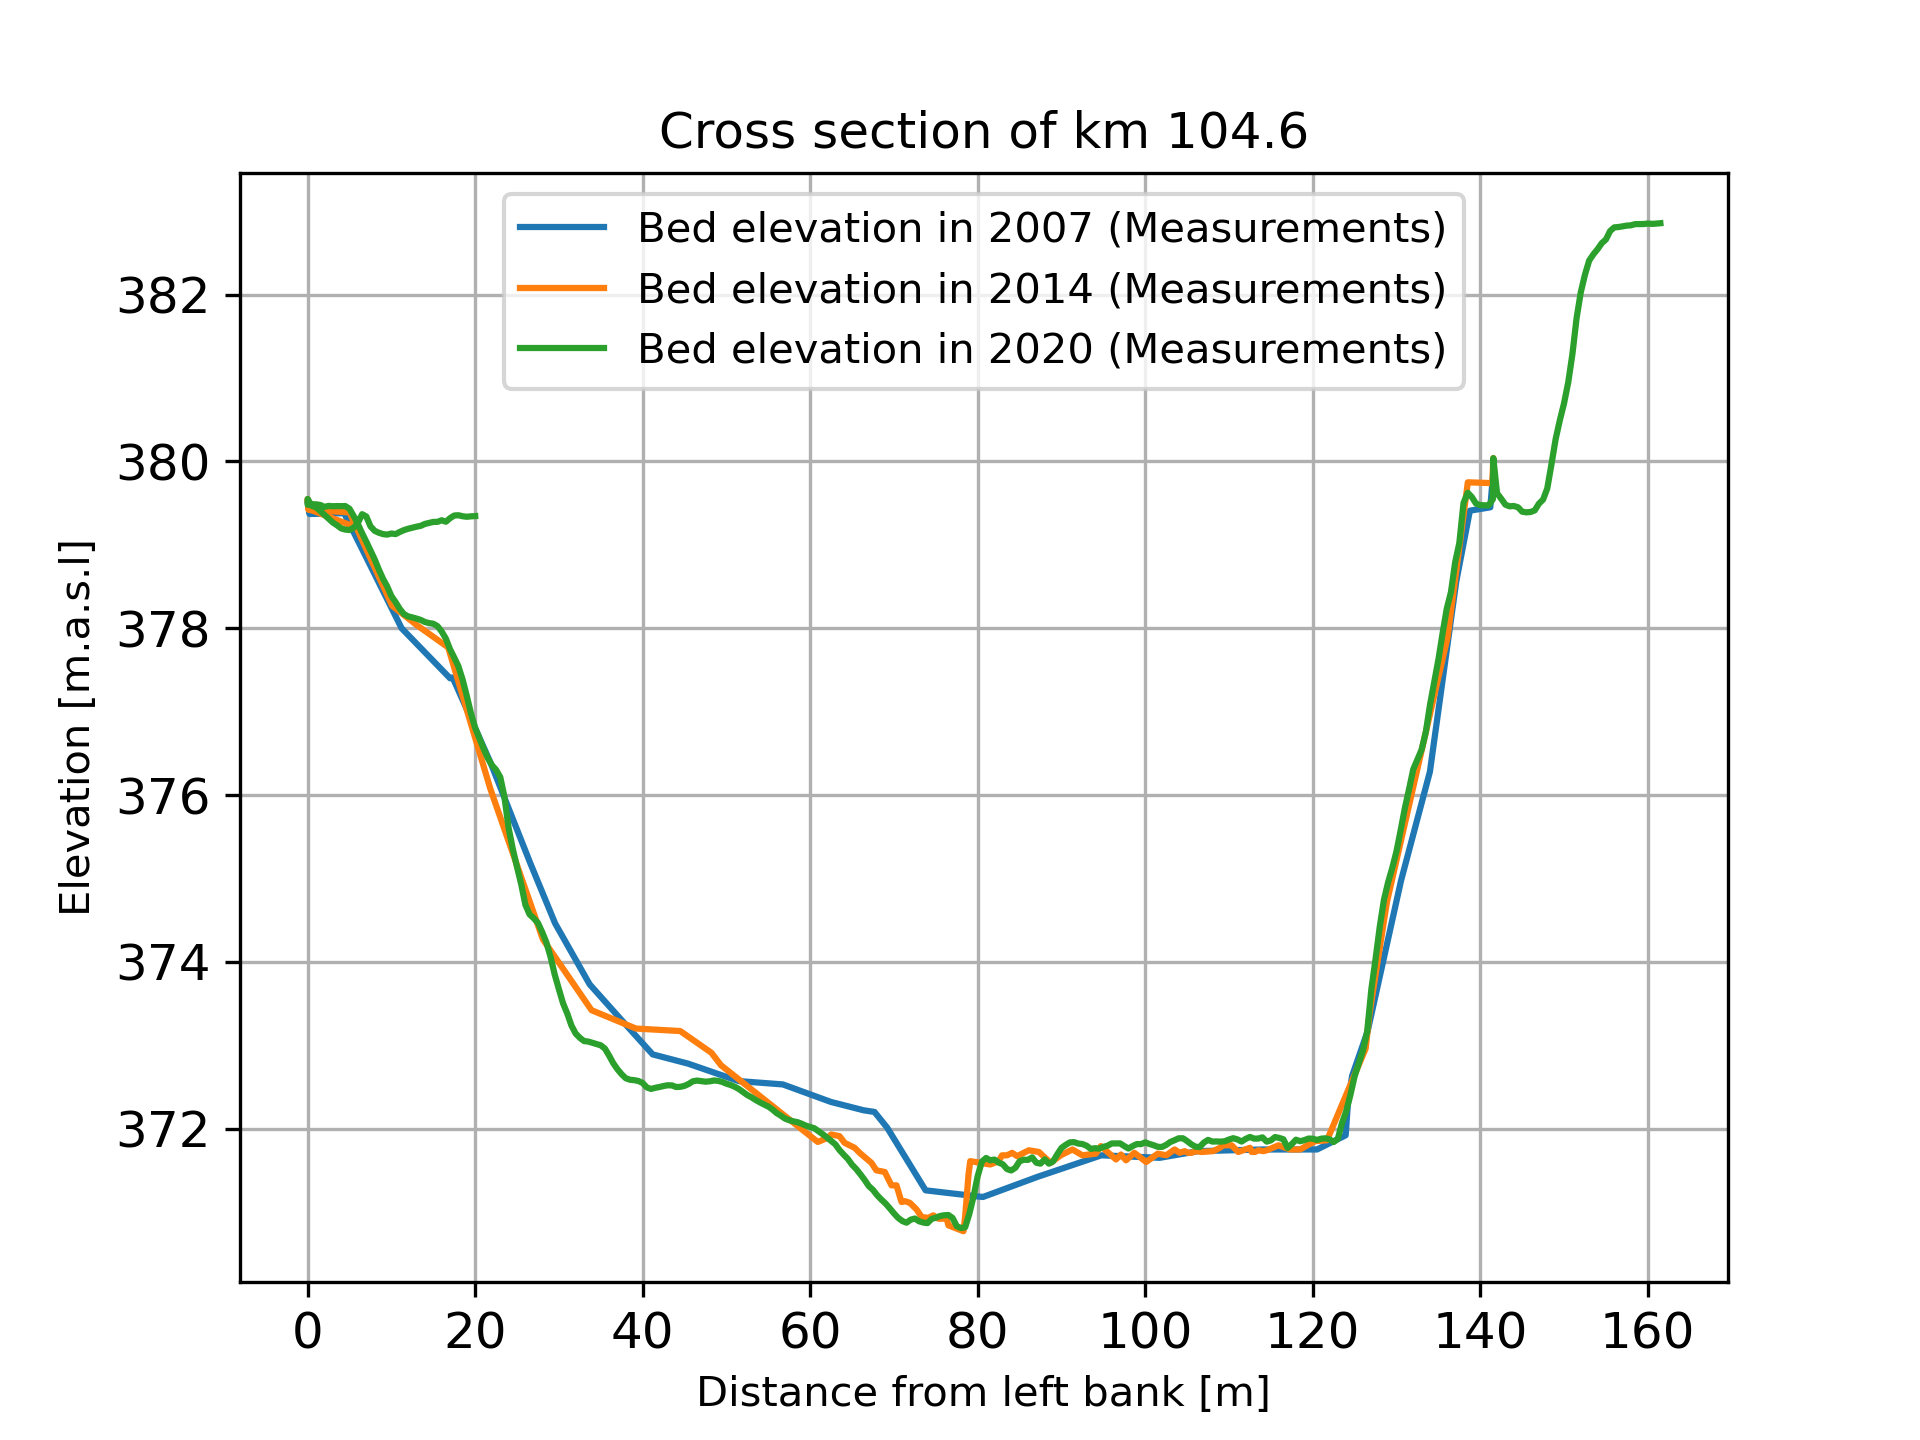 Cross section of km 104.6
Bed elevation in 2007 (Measurements)
Bed elevation in 2014 (Measurements)
Bed elevation in 2020 (Measurements)
Elevation [m.a.s.l]
382
380
378
376
374
372
0 20 40 60 80 100 120 140 160
Distance from left bank [m]